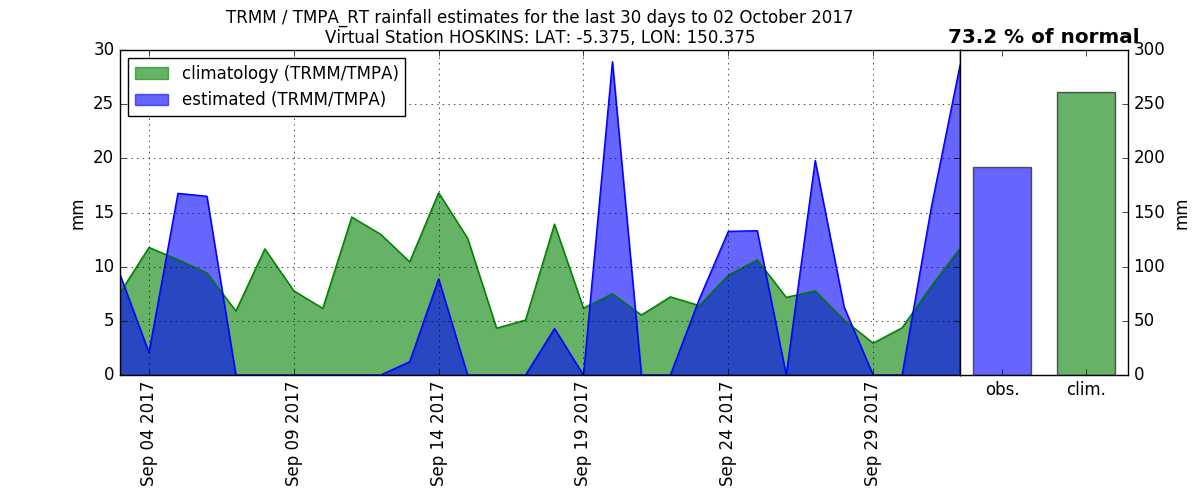 TRMM / TMPA_RT rainfall estimates for the last 30 days to 02 October 2017
Virtual Station HOSKINS: LAT: -5.375, LON: 150.375
73.2 % of normal
climatology (TRMM/TMPA)
estimated (TRMM/TMPA)
mm
30
25
20
15
10
5
0
Sep 04 2017
Sep 09 2017
Sep 14 2017
Sep 19 2017
Sep 24 2017
Sep 29 2017
obs.
clim.
300
250
200
150
100
50
0
mm